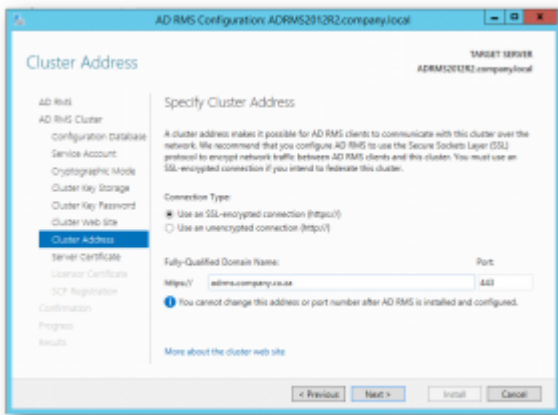 AD RMS Configuration: ADRMS2012R2.company.local
Cluster Address
TARGET SERVER
ADRMS2012R2.company.local
AD RMS
AD RMS Cluster
Configuration Database
Service Account
Cryptographic Mode
Cluster Key Storage
Cluster Key Password
Cluster Web Site
Cluster Address
Server Certificate
Licensor Certificate
SCP Registration
Confirmation
Progress
Results
Specify Cluster Address
A cluster address makes it possible for AD RMS clients to communicate with this cluster over the
network. We recommend that you configure AD RMS to use the Secure Sockets Layer (SSL)
protocol to encrypt network traffic between AD RMS clients and this cluster. You must use an
SSL-encrypted connection if you intend to federate this cluster.
Connection Type:
Use an SSL-encrypted connection (https://)
Use an unencrypted connection (http://)
Fully-Qualified Domain Name:
Port:
https://
adrms.company.co.za
443
You cannot change this address or port number after AD RMS is installed and configured.
More about the cluster web site
< Previous
Next >
Install
Cancel